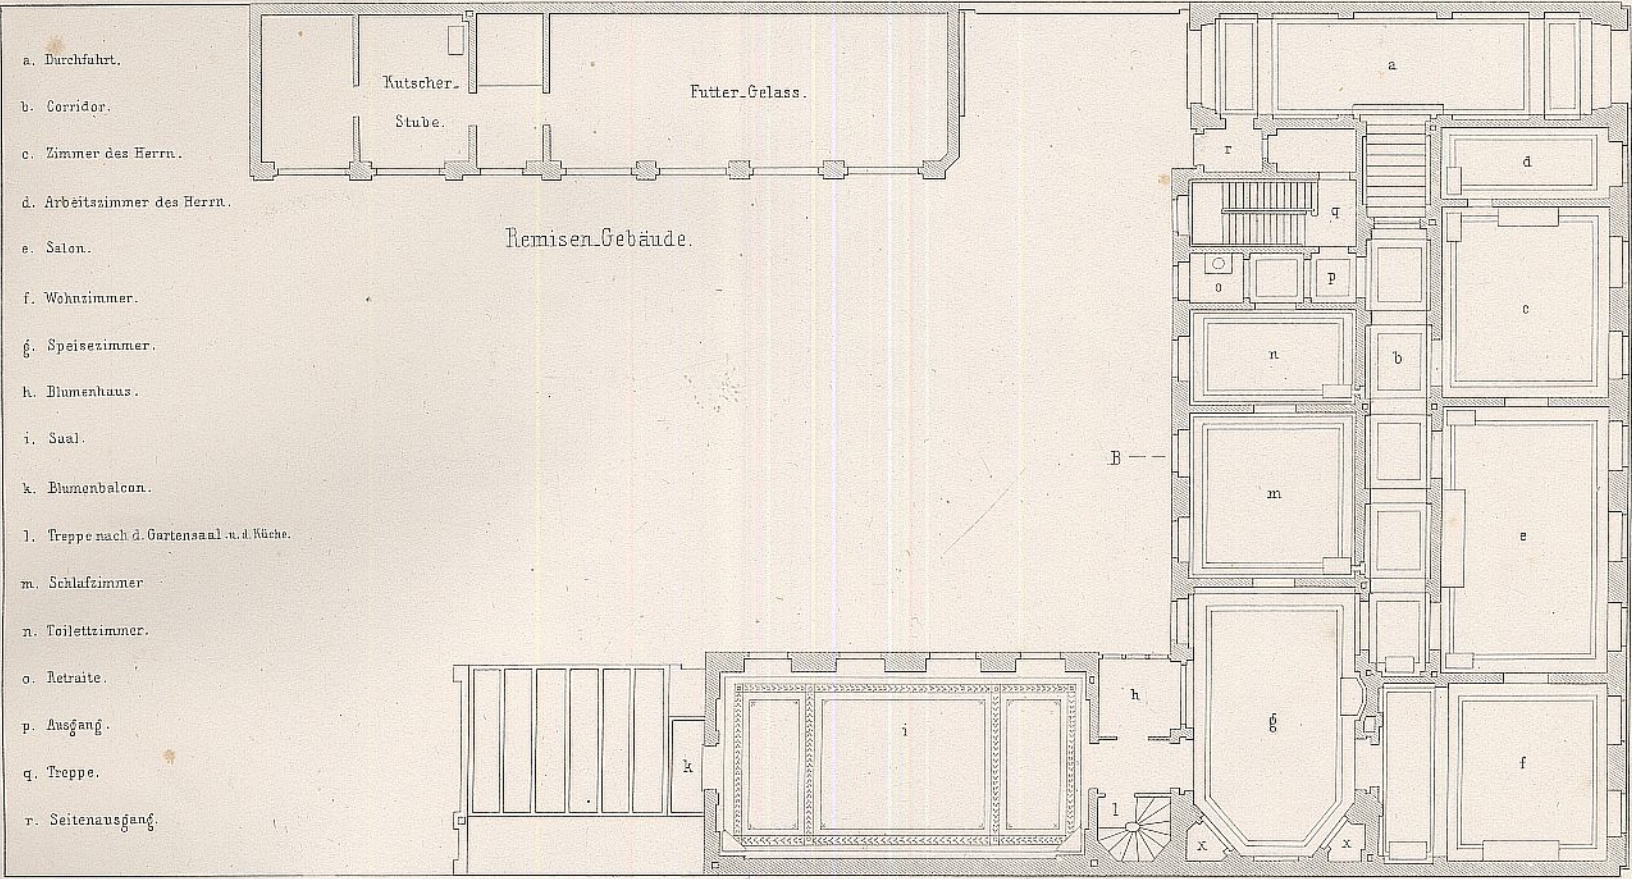 a. Durchfahrt.
b. Corridor.
c. Zimmer des Herrn.
d. Arbeitszimmer des Herrn.
e. Salon.
f. Wohnzimmer.
g. Speisezimmer.
h. Blumenhaus.
i. Saal.
k. Blumenbalcon.
l. Treppe nach d. Gartensaal u. d. Küche.
m. Schlafzimmer
n. Toilettzimmer.
o. Retraite.
p. Ausgang.
q. Treppe.
r. Seitenausgang.
Kutscher-
Stube.
Futter-Gelass.
Remisen-Gebäude.
a
r
d
q
o
p
c
n
b
B
m
e
h
i
g
k
f
l
x
x